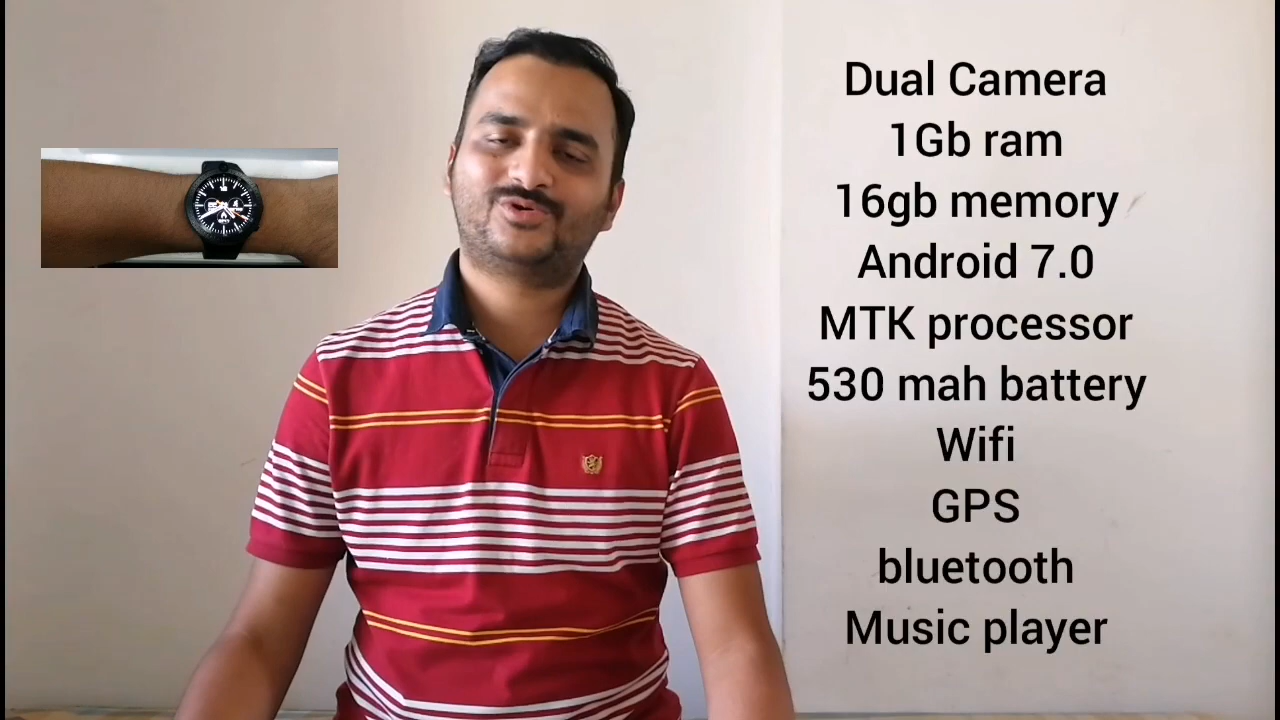 Dual Camera
1Gb ram
16gb memory
Android 7.0
MTK processor
530 mah battery
Wifi
GPS
bluetooth
Music player